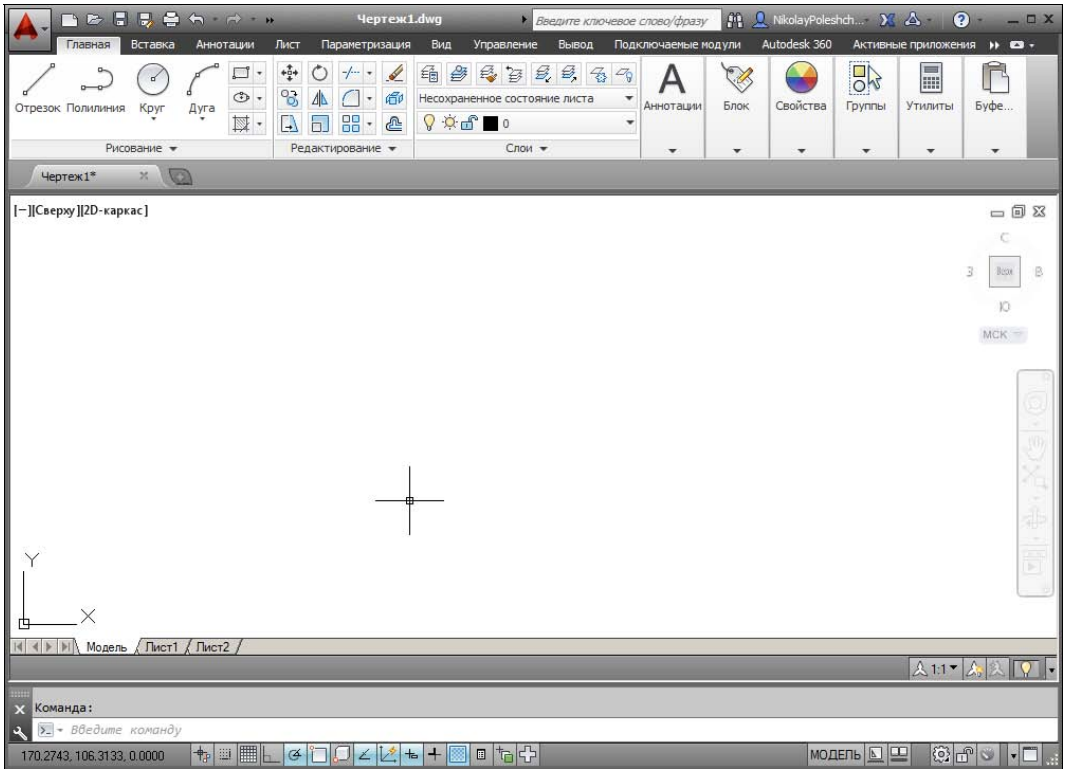 Чертеж1.dwg Введите ключевое слово/фразу NikolayPoleshch...
Главная Вставка Аннотации Лист Параметризация Вид Управление Вывод Подключаемые модули Autodesk 360 Активные приложения
Отрезок Полилиния Круг Дуга
Несохраненное состояние листа
0
Аннотации Блок Свойства Группы Утилиты Буфе...
Рисование Редактирование Слои
Чертеж1*
[−][Сверху][2D-каркас]
С
З Верх В
Ю
МСК
Y
X
Модель Лист1 Лист2
1:1
Команда:
Введите команду
170.2743, 106.3133, 0.0000 МОДЕЛЬ